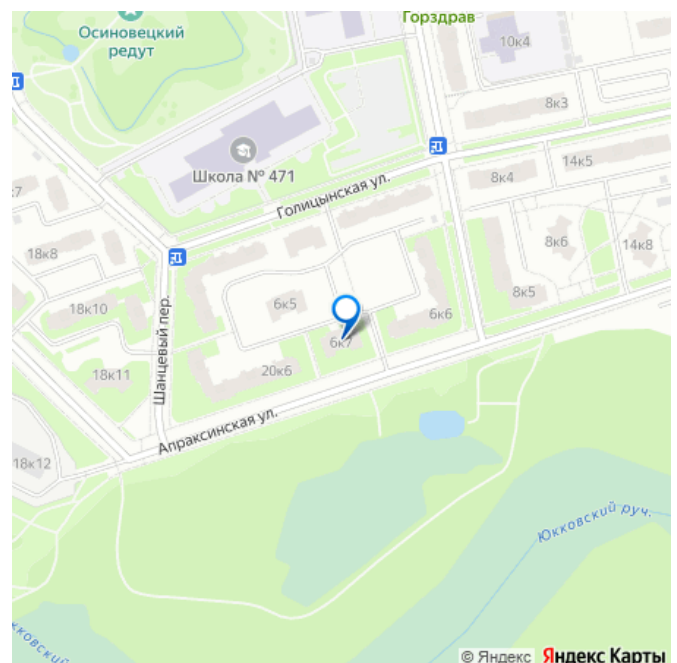 Горздрав
Осиновецкий
редут
10к4
8к3
Школа № 471
14к5
8к4
Голицынская ул.
18к8
8к6
14к8
8к5
6к5
6к6
18к10
Шанцевый пер.
6к7
20к6
18к11
Апраксинская ул.
18к12
Юкковский руч.
© Яндекс Яндекс Карты